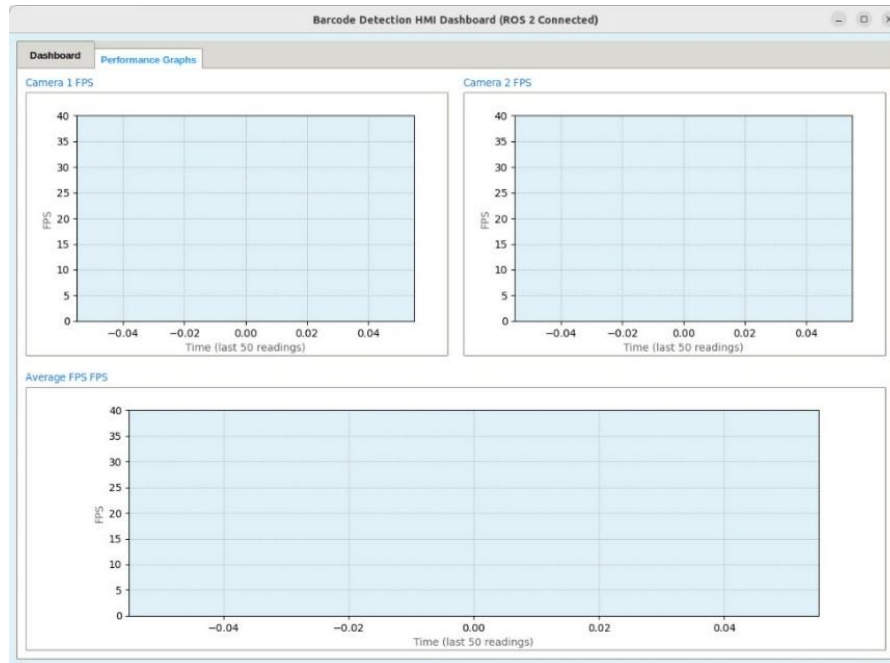 Barcode Detection HMI Dashboard (ROS 2 Connected)
Dashboard
Performance Graphs
Camera 1 FPS
40
35
30
25
20
15
10
5
0
FPS
−0.04 −0.02 0.00 0.02 0.04
Time (last 50 readings)
Camera 2 FPS
40
35
30
25
20
15
10
5
0
FPS
−0.04 −0.02 0.00 0.02 0.04
Time (last 50 readings)
Average FPS FPS
40
35
30
25
20
15
10
5
0
FPS
−0.04 −0.02 0.00 0.02 0.04
Time (last 50 readings)